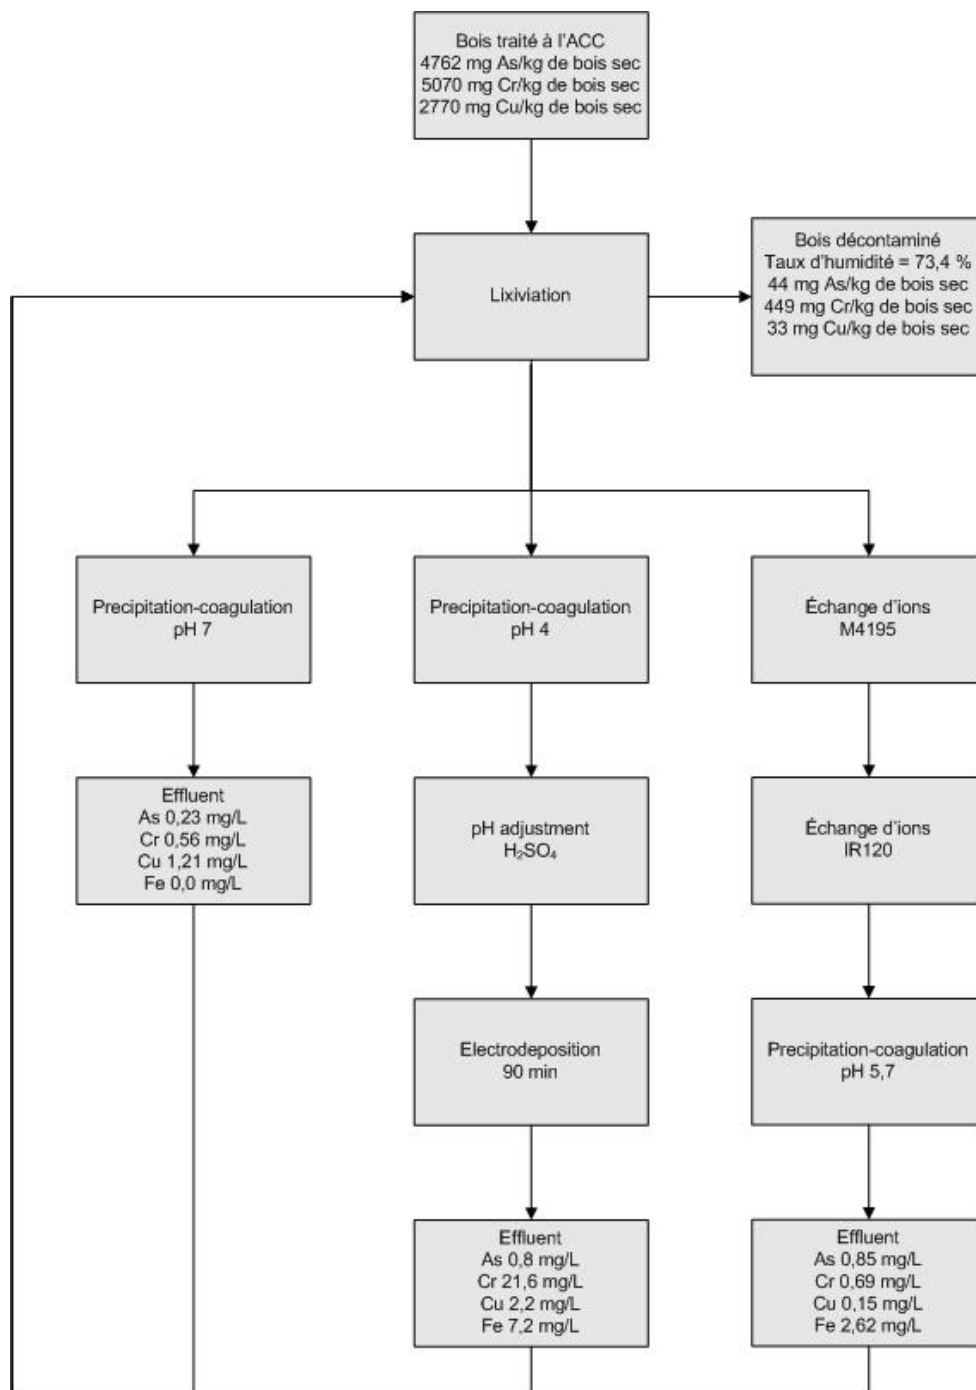 Bois traité à l'ACC
4762 mg As/kg de bois sec
5070 mg Cr/kg de bois sec
2770 mg Cu/kg de bois sec
Lixiviation
Bois décontaminé
Taux d'humidité = 73,4 %
44 mg As/kg de bois sec
449 mg Cr/kg de bois sec
33 mg Cu/kg de bois sec
Precipitation-coagulation
pH 7
Precipitation-coagulation
pH 4
Échange d'ions
M4195
Effluent
As 0,23 mg/L
Cr 0,56 mg/L
Cu 1,21 mg/L
Fe 0,0 mg/L
pH adjustment
H₂SO₄
Échange d'ions
IR120
Electrodeposition
90 min
Precipitation-coagulation
pH 5,7
Effluent
As 0,8 mg/L
Cr 21,6 mg/L
Cu 2,2 mg/L
Fe 7,2 mg/L
Effluent
As 0,85 mg/L
Cr 0,69 mg/L
Cu 0,15 mg/L
Fe 2,62 mg/L